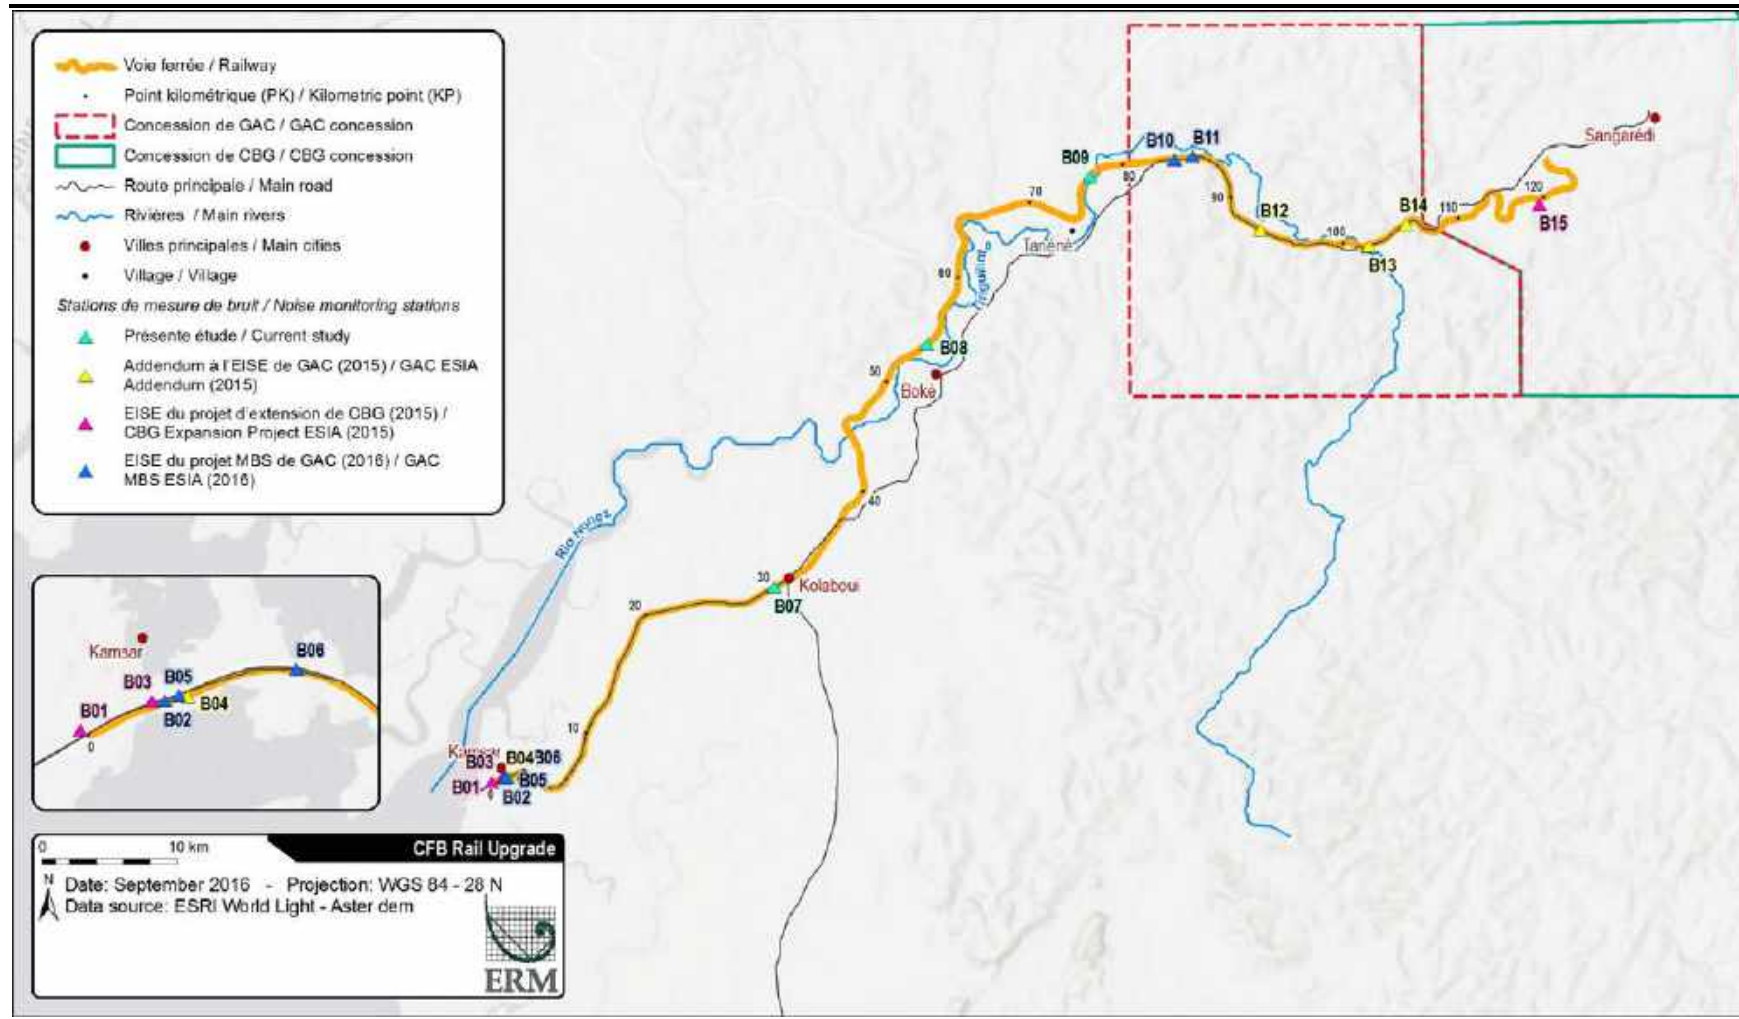 Voie ferrée / Railway
Point kilométrique (PK) / Kilometric point (KP)
Concession de GAC / GAC concession
Concession de CBG / CBG concession
Route principale / Main road
Rivières / Main rivers
Villes principales / Main cities
Village / Village
Stations de mesure de bruit / Noise monitoring stations
Présente étude / Current study
Addendum à l'EISE de GAC (2015) / GAC ESIA
Addendum (2015)
EISE du projet d'extension de CBG (2015) /
CBG Expansion Project ESIA (2015)
EISE du projet MBS de GAC (2016) / GAC
MBS ESIA (2016)
Sangarédi
B09
B10
B11
80
70
90
B12
B14
110
120
B15
100
B13
Tanéné
60
B08
50
Boké
40
Rio Nunez
30
Kolaboui
B07
20
10
Kamsar
B03
B04
B06
B01
B05
B02
0
Kamsar
B06
B03
B05
B04
B01
B02
0
0 10 km
CFB Rail Upgrade
N
Date: September 2016 - Projection: WGS 84 - 28 N
Data source: ESRI World Light - Aster dem
ERM